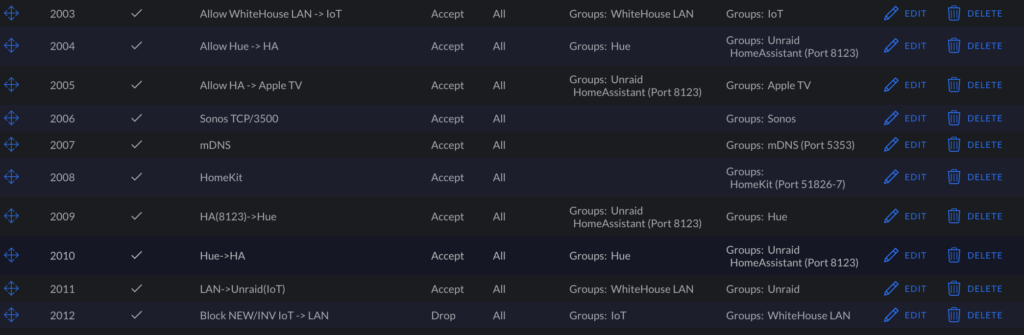 2003 Allow WhiteHouse LAN -> IoT Accept All Groups: WhiteHouse LAN Groups: IoT EDIT DELETE
2004 Allow Hue -> HA Accept All Groups: Hue Groups: Unraid EDIT DELETE
HomeAssistant (Port 8123)
2005 Allow HA -> Apple TV Accept All Groups: Unraid Groups: Apple TV EDIT DELETE
HomeAssistant (Port 8123)
2006 Sonos TCP/3500 Accept All Groups: Sonos EDIT DELETE
2007 mDNS Accept All Groups: mDNS (Port 5353) EDIT DELETE
2008 HomeKit Accept All Groups: EDIT DELETE
HomeKit (Port 51826-7)
2009 HA(8123)->Hue Accept All Groups: Unraid Groups: Hue EDIT DELETE
HomeAssistant (Port 8123)
2010 Hue->HA Accept All Groups: Hue Groups: Unraid EDIT DELETE
HomeAssistant (Port 8123)
2011 LAN->Unraid(IoT) Accept All Groups: WhiteHouse LAN Groups: Unraid EDIT DELETE
2012 Block NEW/INV IoT -> LAN Drop All Groups: IoT Groups: WhiteHouse LAN EDIT DELETE